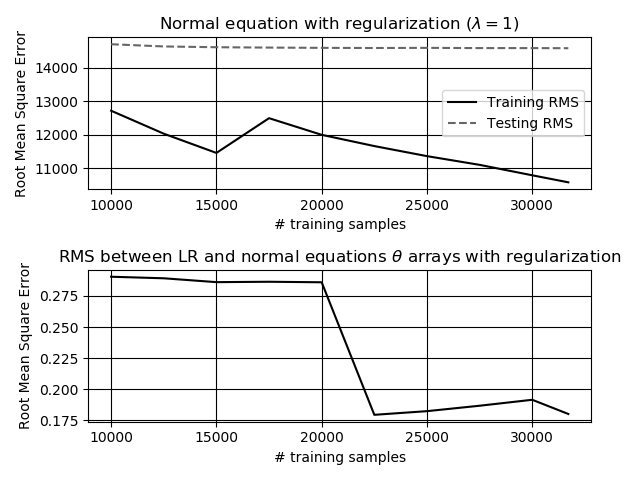 Normal equation with regularization (λ = 1)
Root Mean Square Error
14000
13000
12000
11000
Training RMS
Testing RMS
10000 15000 20000 25000 30000
# training samples
RMS between LR and normal equations θ arrays with regularization
Root Mean Square Error
0.275
0.250
0.225
0.200
0.175
10000 15000 20000 25000 30000
# training samples